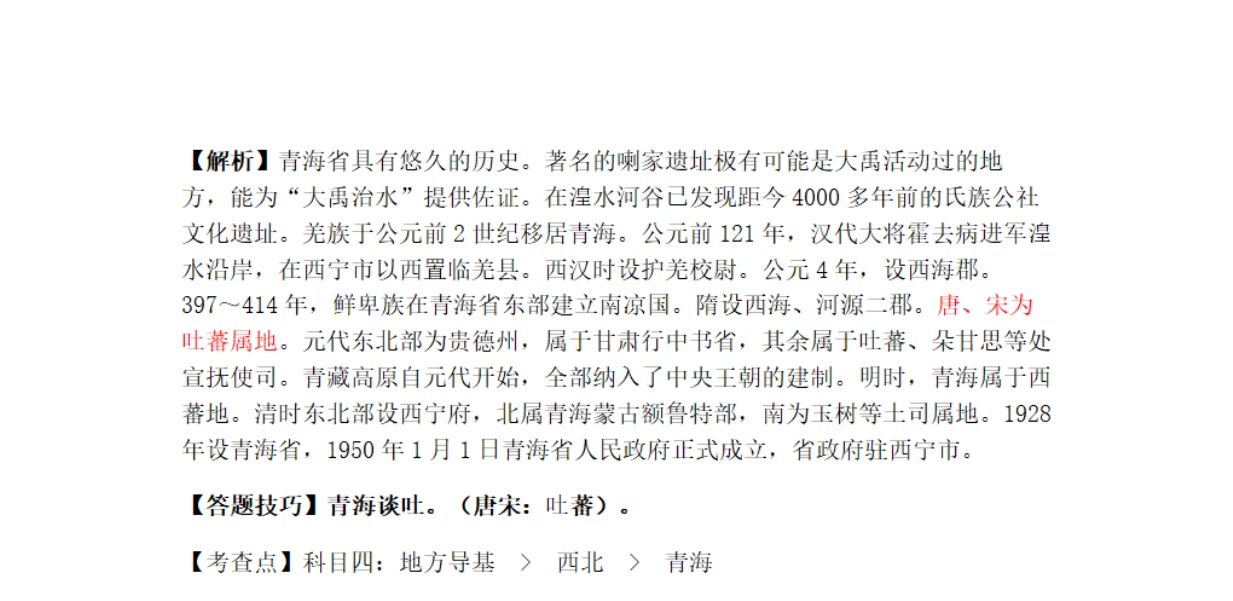 【解析】青海省具有悠久的历史。著名的喇家遗址极有可能是大禹活动过的地
方，能为“大禹治水”提供佐证。在湟水河谷已发现距今 4000 多年前的氏族公社
文化遗址。羌族于公元前 2 世纪移居青海。公元前 121 年，汉代大将霍去病进军湟
水沿岸，在西宁市以西置临羌县。西汉时设护羌校尉。公元 4 年，设西海郡。
397～414 年，鲜卑族在青海省东部建立南凉国。隋设西海、河源二郡。唐、宋为
吐蕃属地。元代东北部为贵德州，属于甘肃行中书省，其余属于吐蕃、朵甘思等处
宣抚使司。青藏高原自元代开始，全部纳入了中央王朝的建制。明时，青海属于西
蕃地。清时东北部设西宁府，北属青海蒙古额鲁特部，南为玉树等土司属地。1928
年设青海省，1950 年 1 月 1 日青海省人民政府正式成立，省政府驻西宁市。
【答题技巧】青海谈吐。（唐宋：吐蕃）。
【考查点】科目四：地方导基 > 西北 > 青海